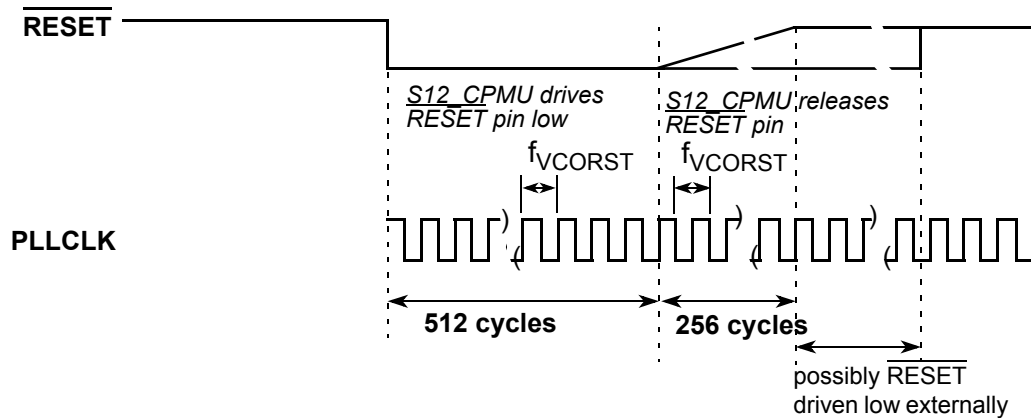 RESET
S12_CPMU drives
RESET pin low
S12_CPMU releases
RESET pin
fVCORST
fVCORST
PLLCLK
512 cycles
256 cycles
possibly RESET
driven low externally